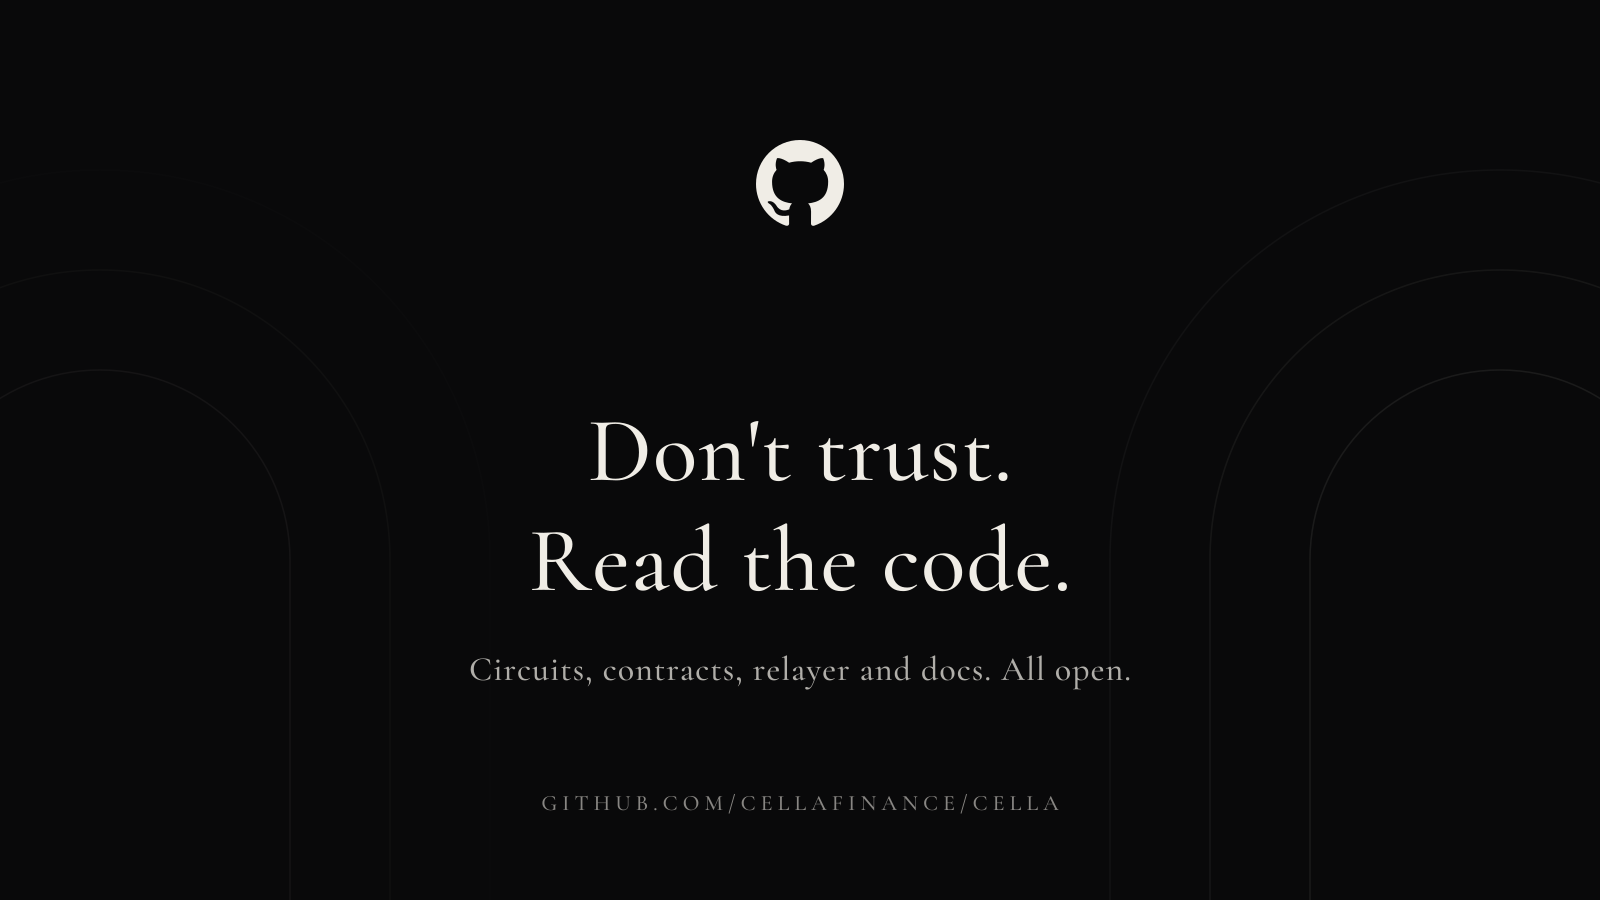 Don't trust.
Read the code.
Circuits, contracts, relayer and docs. All open.
GITHUB.COM/CELLAFINANCE/CELLA